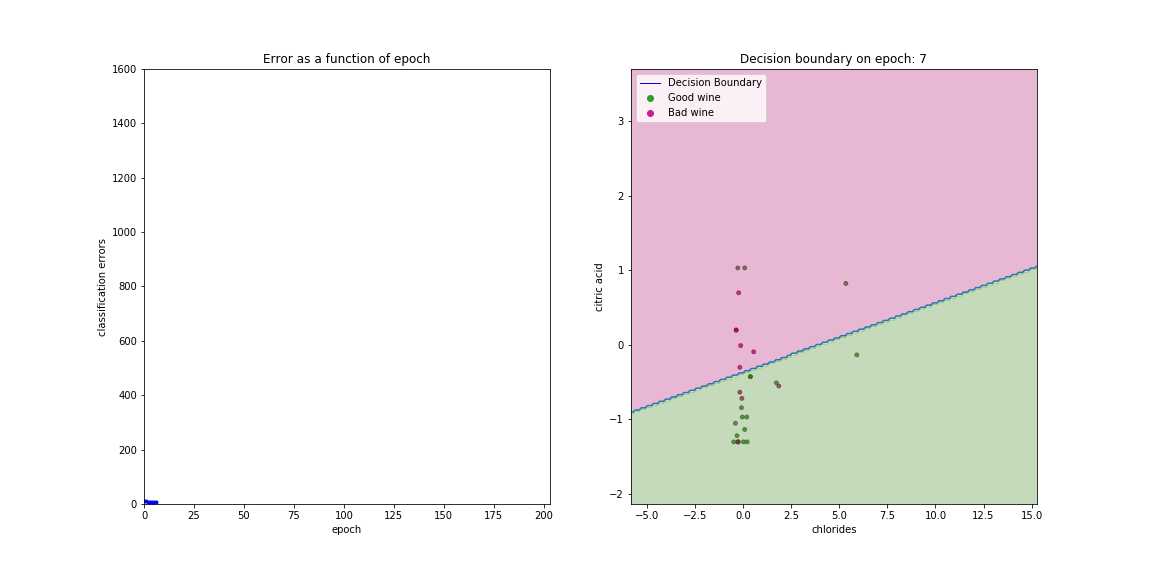 Error as a function of epoch
1600
1400
1200
1000
800
600
400
200
0
classification errors
0 25 50 75 100 125 150 175 200
epoch
Decision boundary on epoch: 7
Decision Boundary
Good wine
Bad wine
3
2
1
0
−1
−2
citric acid
−5.0 −2.5 0.0 2.5 5.0 7.5 10.0 12.5 15.0
chlorides